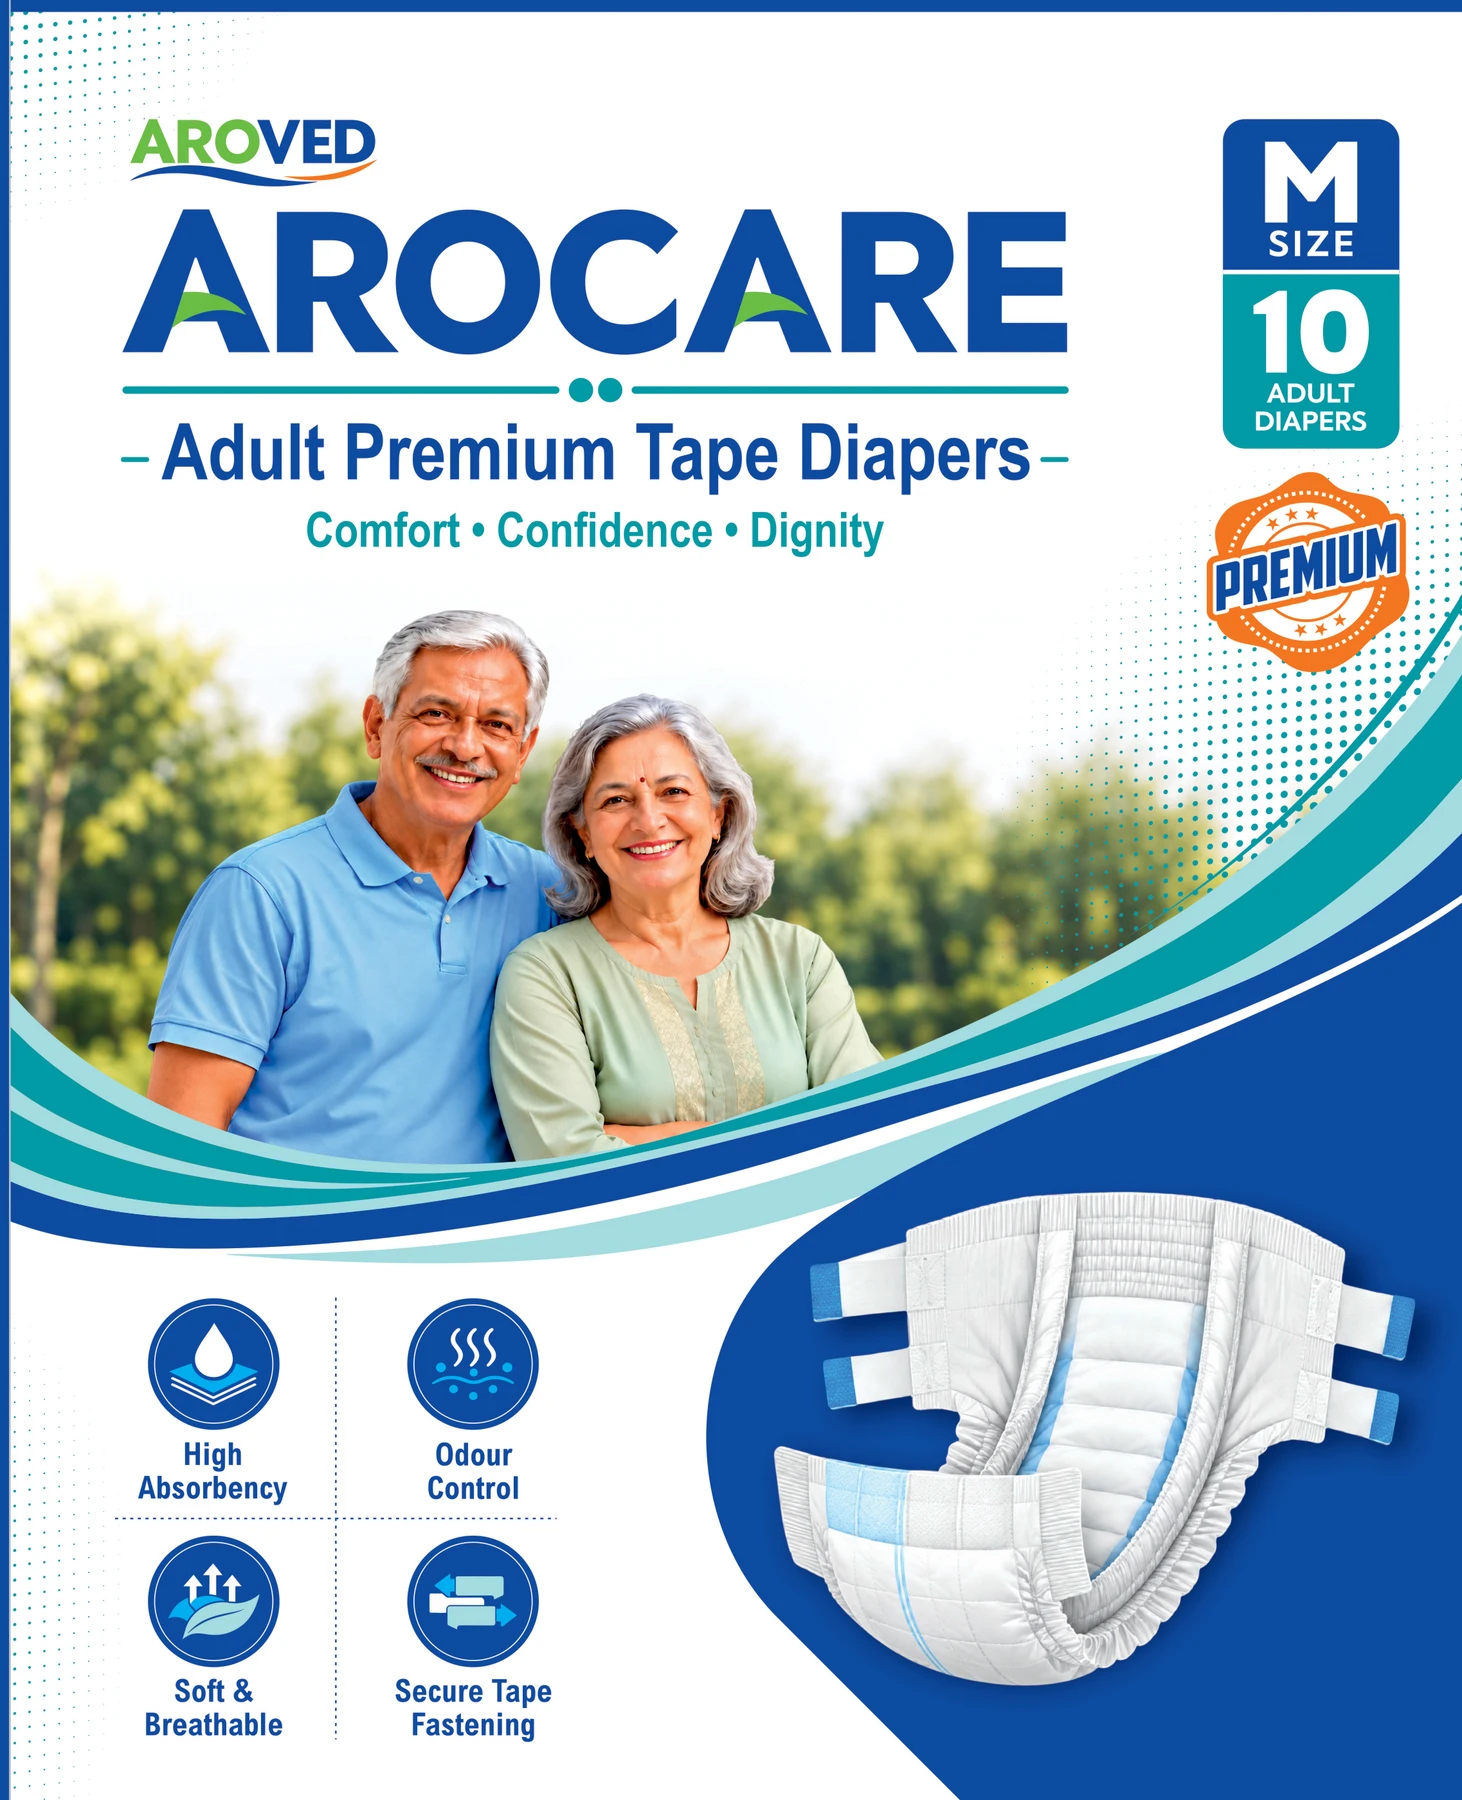 AROVED
AROCARE
– Adult Premium Tape Diapers –
Comfort • Confidence • Dignity
M
SIZE
10
ADULT
DIAPERS
PREMIUM
High
Absorbency
Odour
Control
Soft &
Breathable
Secure Tape
Fastening